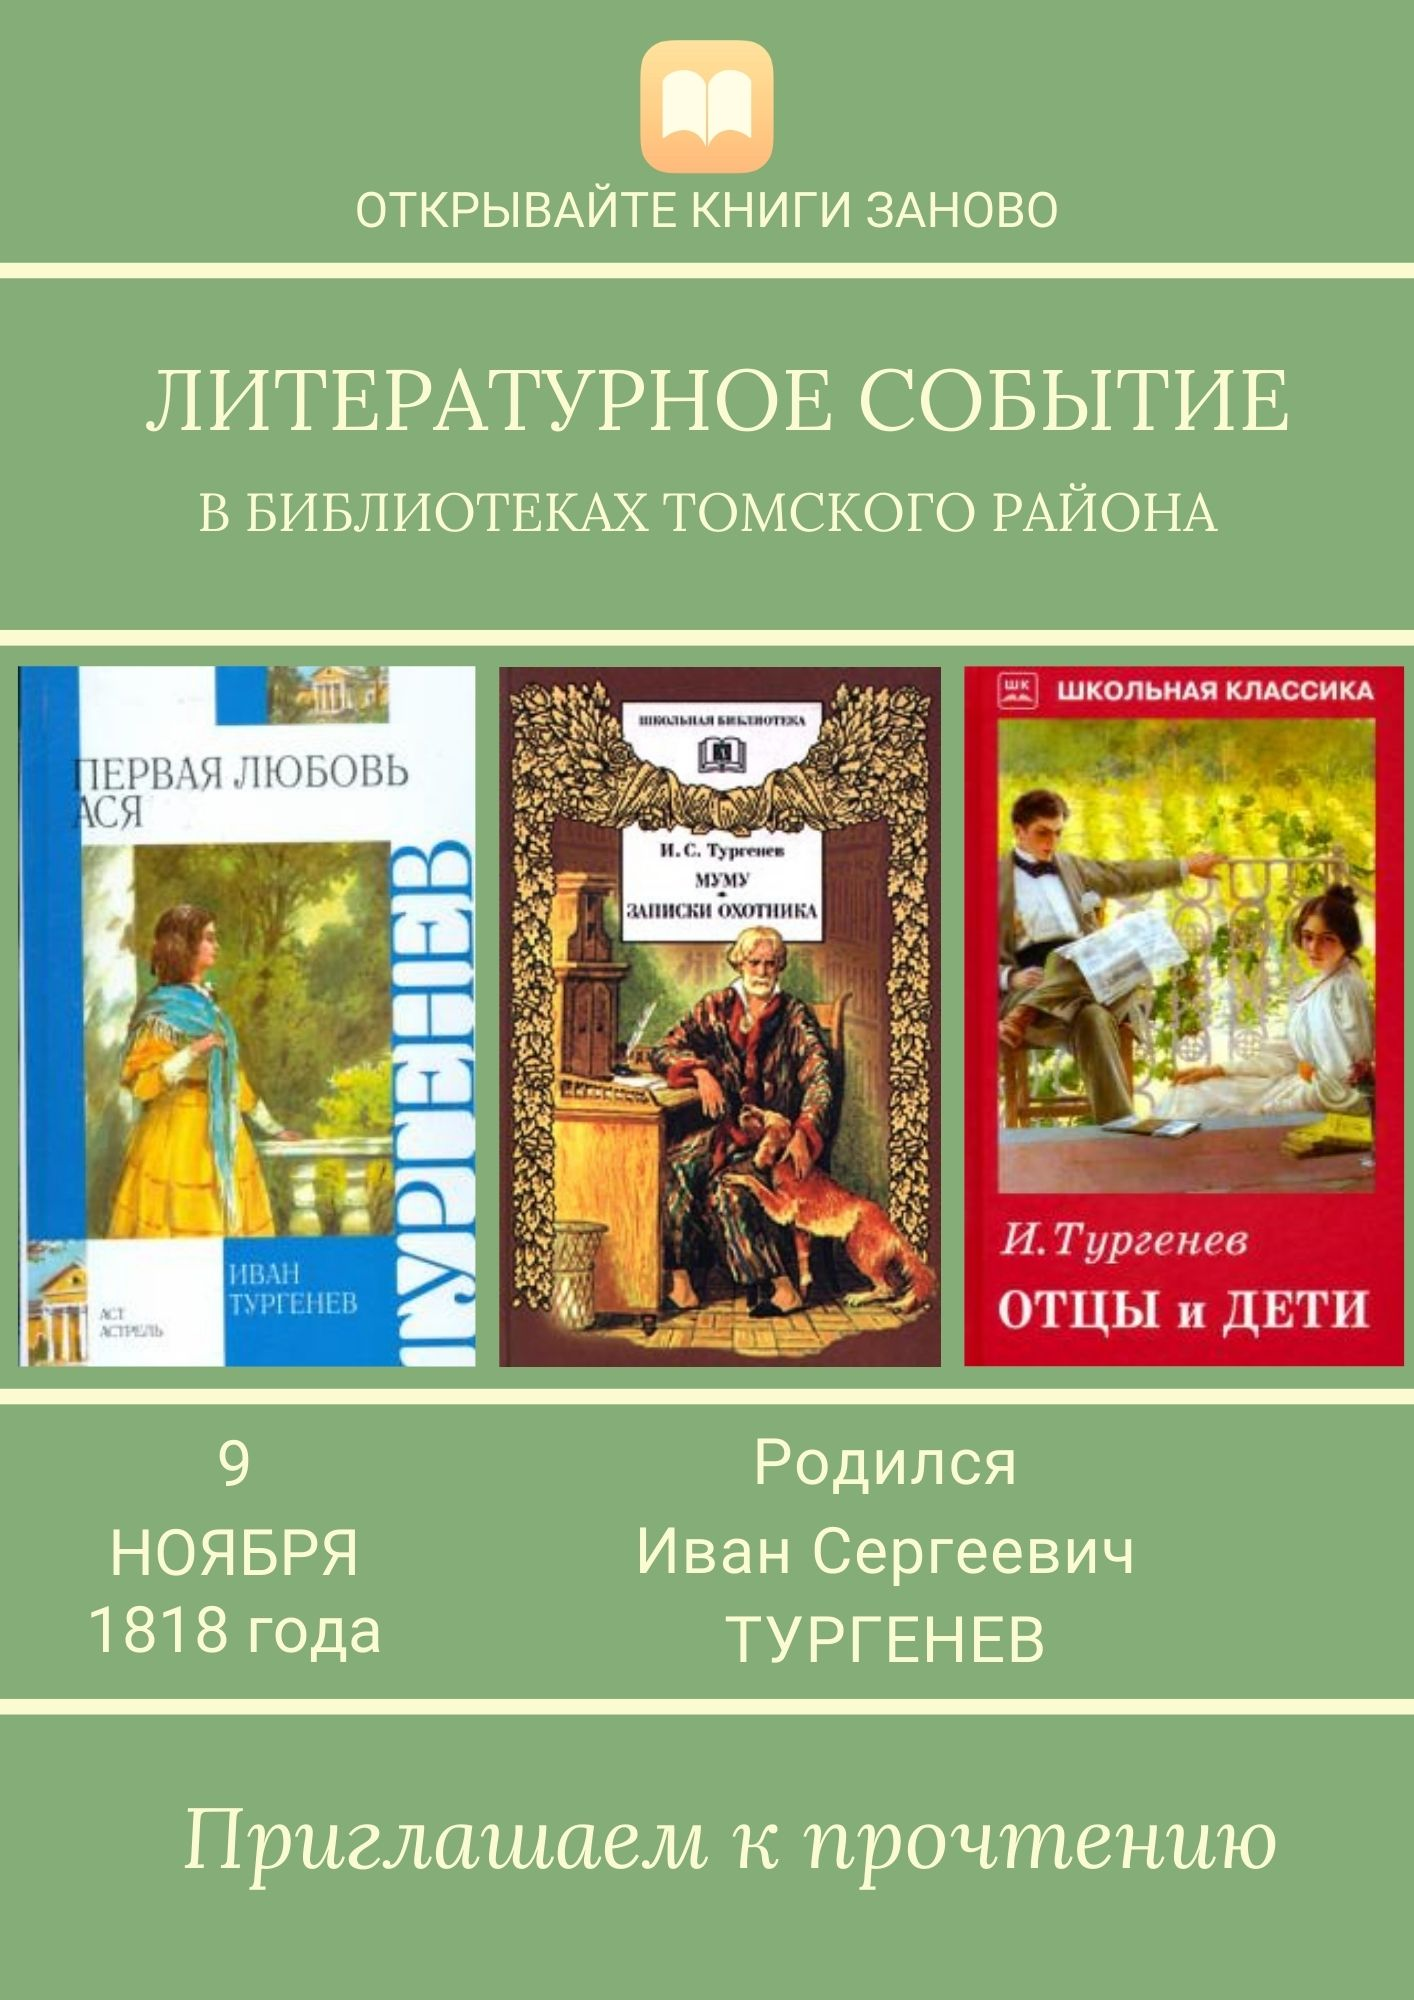 ОТКРЫВАЙТЕ КНИГИ ЗАНОВО
ЛИТЕРАТУРНОЕ СОБЫТИЕ
В БИБЛИОТЕКАХ ТОМСКОГО РАЙОНА
ПЕРВАЯ ЛЮБОВЬ
АСЯ
ТУРГЕНЕВ
ИВАН
ТУРГЕНЕВ
АСТ
АСТРЕЛЬ
ШКОЛЬНАЯ БИБЛИОТЕКА
И. С. Тургенев
МУМУ
ЗАПИСКИ ОХОТНИКА
ШК
ШКОЛЬНАЯ КЛАССИКА
И. Тургенев
ОТЦЫ и ДЕТИ
9
НОЯБРЯ
1818 года
Родился
Иван Сергеевич
ТУРГЕНЕВ
Приглашаем к прочтению